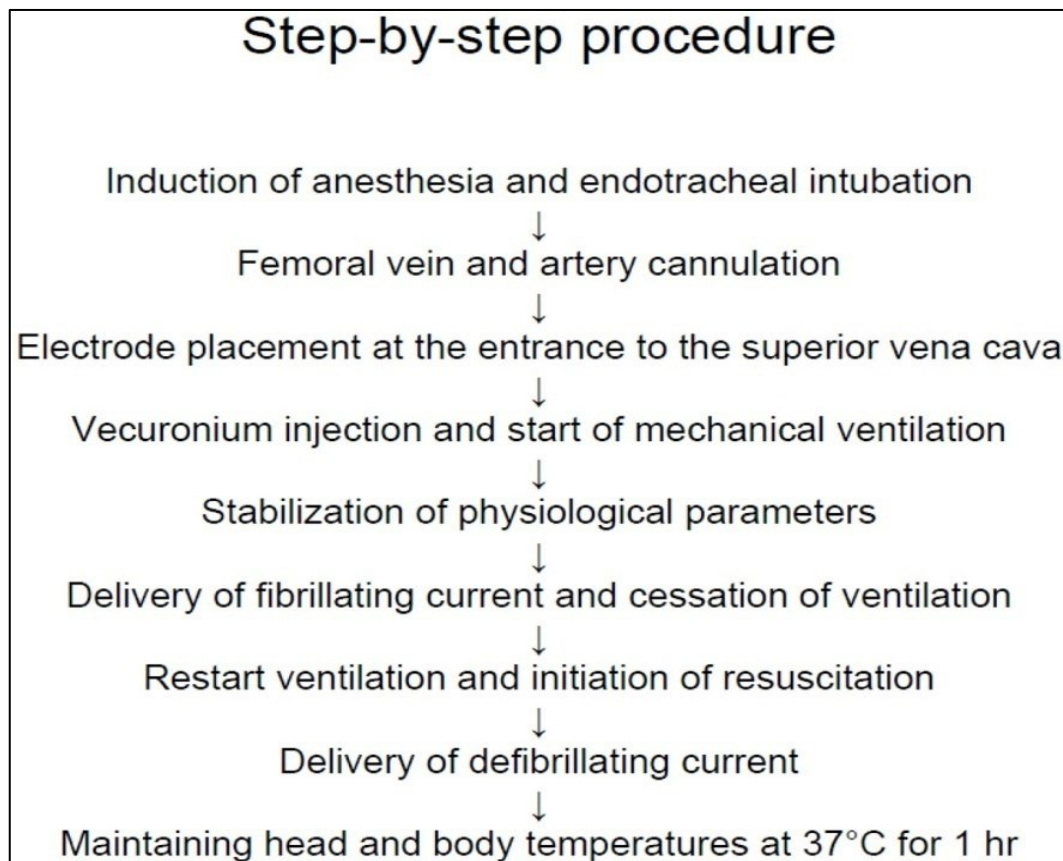 Step-by-step procedure
Induction of anesthesia and endotracheal intubation
↓
Femoral vein and artery cannulation
↓
Electrode placement at the entrance to the superior vena cava
↓
Vecuronium injection and start of mechanical ventilation
↓
Stabilization of physiological parameters
↓
Delivery of fibrillating current and cessation of ventilation
↓
Restart ventilation and initiation of resuscitation
↓
Delivery of defibrillating current
↓
Maintaining head and body temperatures at 37°C for 1 hr